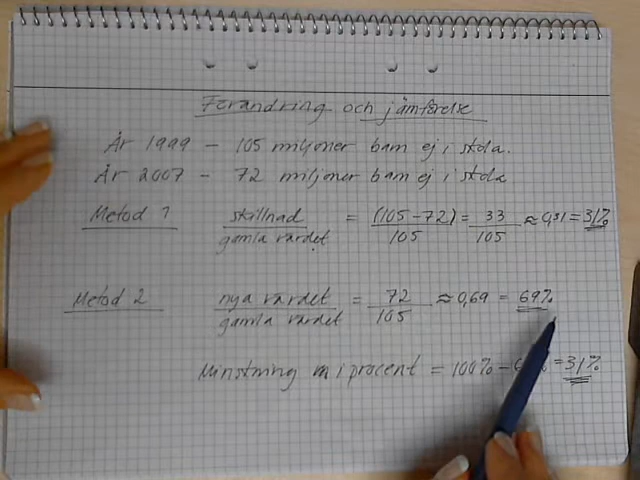 Förändring och jämförelse
År 1999 – 105 miljoner barn ej i skola.
År 2007 – 72 miljoner barn ej i skola
Metod 1 skillnad / gamla värdet = (105-72) / 105 = 33 / 105 ≈ 0,31 = 31%
Metod 2 nya värdet / gamla värdet = 72 / 105 ≈ 0,69 = 69%
Minskning i procent = 100% – = 31%